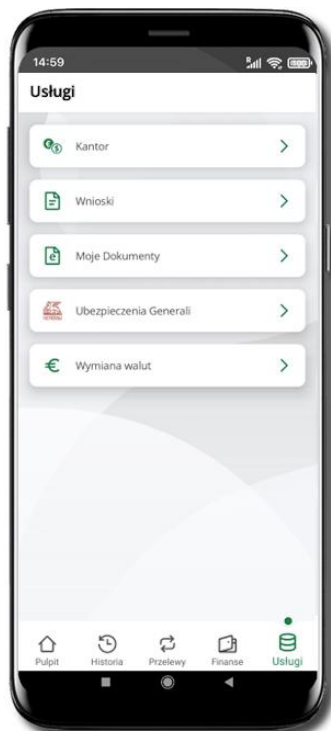 14:59
Usługi
Kantor
Wnioski
Moje Dokumenty
Ubezpieczenia Generali
Wymiana walut
Pulpit
Historia
Przelewy
Finanse
Usługi